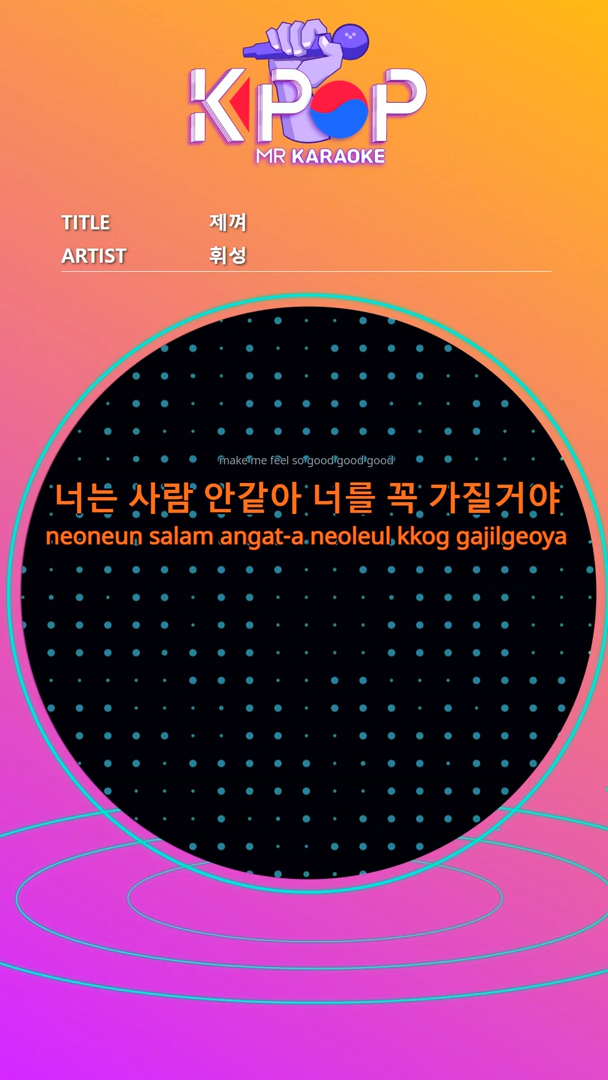 KPOP
MR KARAOKE
TITLE 제껴
ARTIST 휘성
make me feel so good good good
너는 사람 안같아 너를 꼭 가질거야
neoneun salam angat-a neoleul kkog gajilgeoya